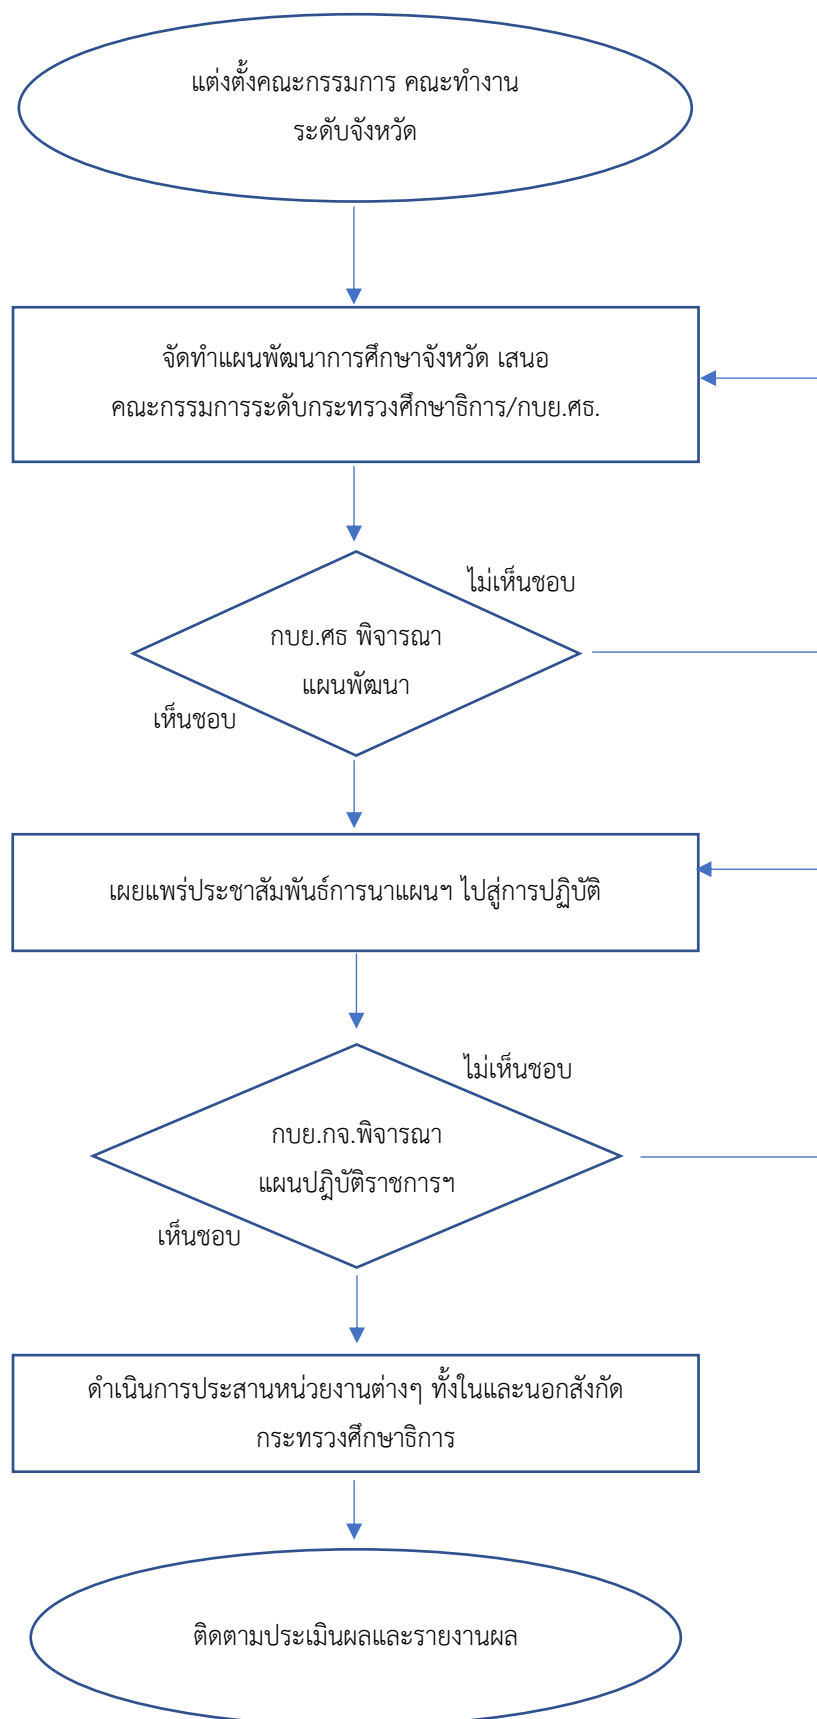 แต่งตั้งคณะกรรมการ คณะทำงาน
ระดับจังหวัด
จัดทำแผนพัฒนาการศึกษาจังหวัด เสนอ
คณะกรรมการระดับกระทรวงศึกษาธิการ/กบย.ศธ.
ไม่เห็นชอบ
กบย.ศธ พิจารณา
แผนพัฒนา
เห็นชอบ
เผยแพร่ประชาสัมพันธ์การนาแผนฯ ไปสู่การปฏิบัติ
ไม่เห็นชอบ
กบย.กจ.พิจารณา
แผนปฏิบัติราชการฯ
เห็นชอบ
ดำเนินการประสานหน่วยงานต่างๆ ทั้งในและนอกสังกัด
กระทรวงศึกษาธิการ
ติดตามประเมินผลและรายงานผล